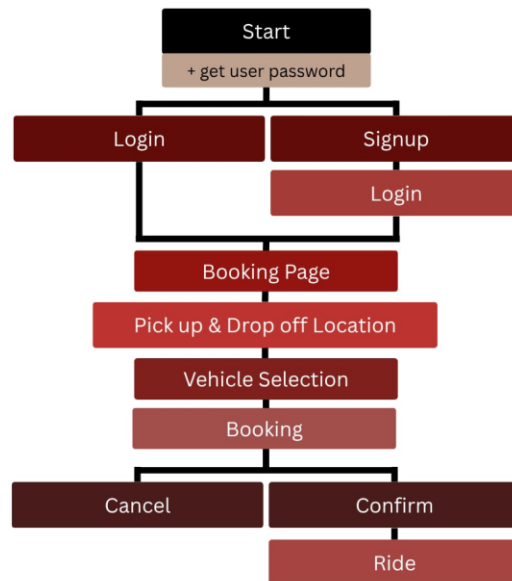 Start
+ get user password
Login
Signup
Login
Booking Page
Pick up & Drop off Location
Vehicle Selection
Booking
Cancel
Confirm
Ride